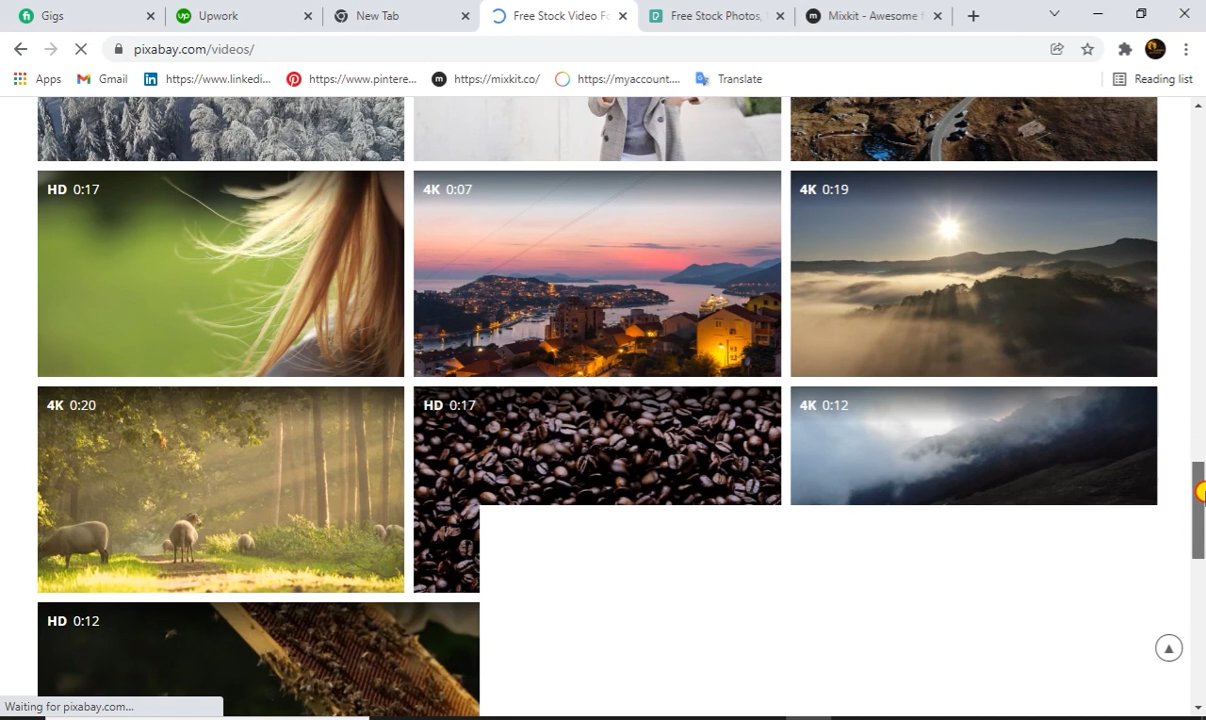 Gigs
Upwork
New Tab
Free Stock Video Fo
Free Stock Photos,
Mixkit - Awesome f
pixabay.com/videos/
Apps
Gmail
https://www.linkedi...
https://www.pintere...
https://mixkit.co/
https://myaccount....
Translate
Reading list
HD 0:17
4K 0:07
4K 0:19
4K 0:20
HD 0:17
4K 0:12
HD 0:12
Waiting for pixabay.com...